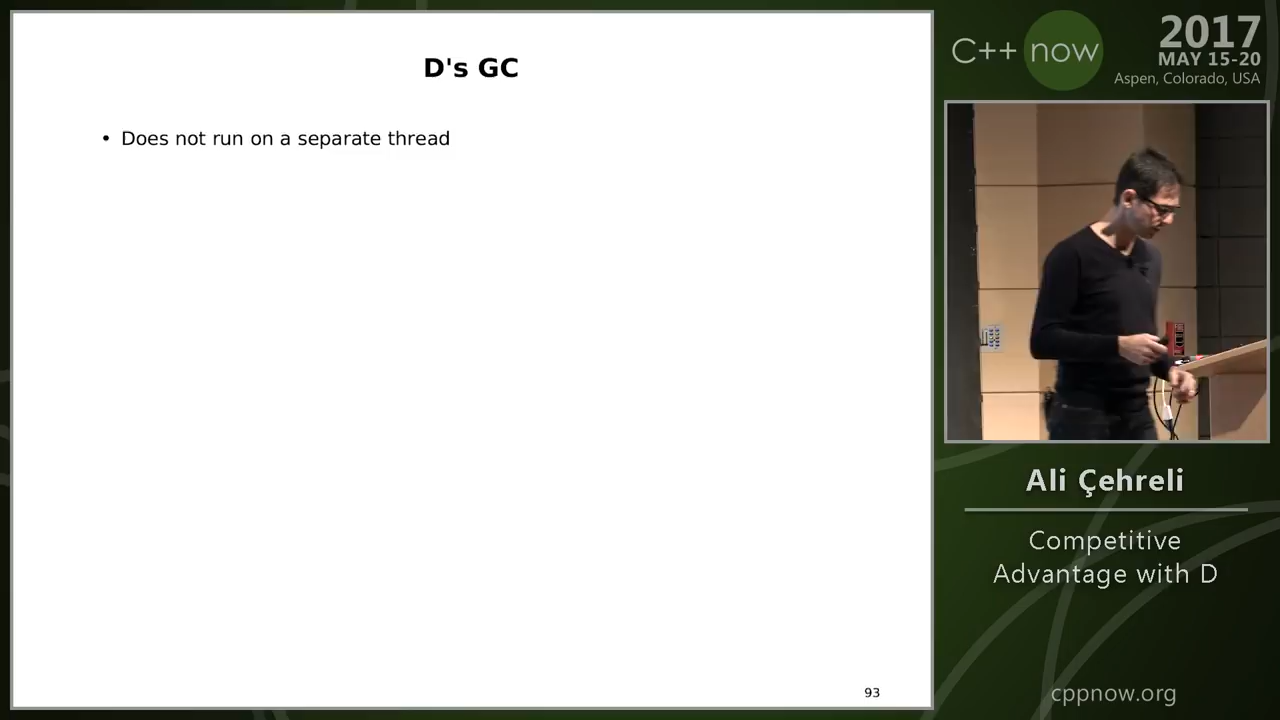 D's GC
• Does not run on a separate thread
93
C++ now
2017
MAY 15-20
Aspen, Colorado, USA
Ali Çehreli
Competitive
Advantage with D
cppnow.org